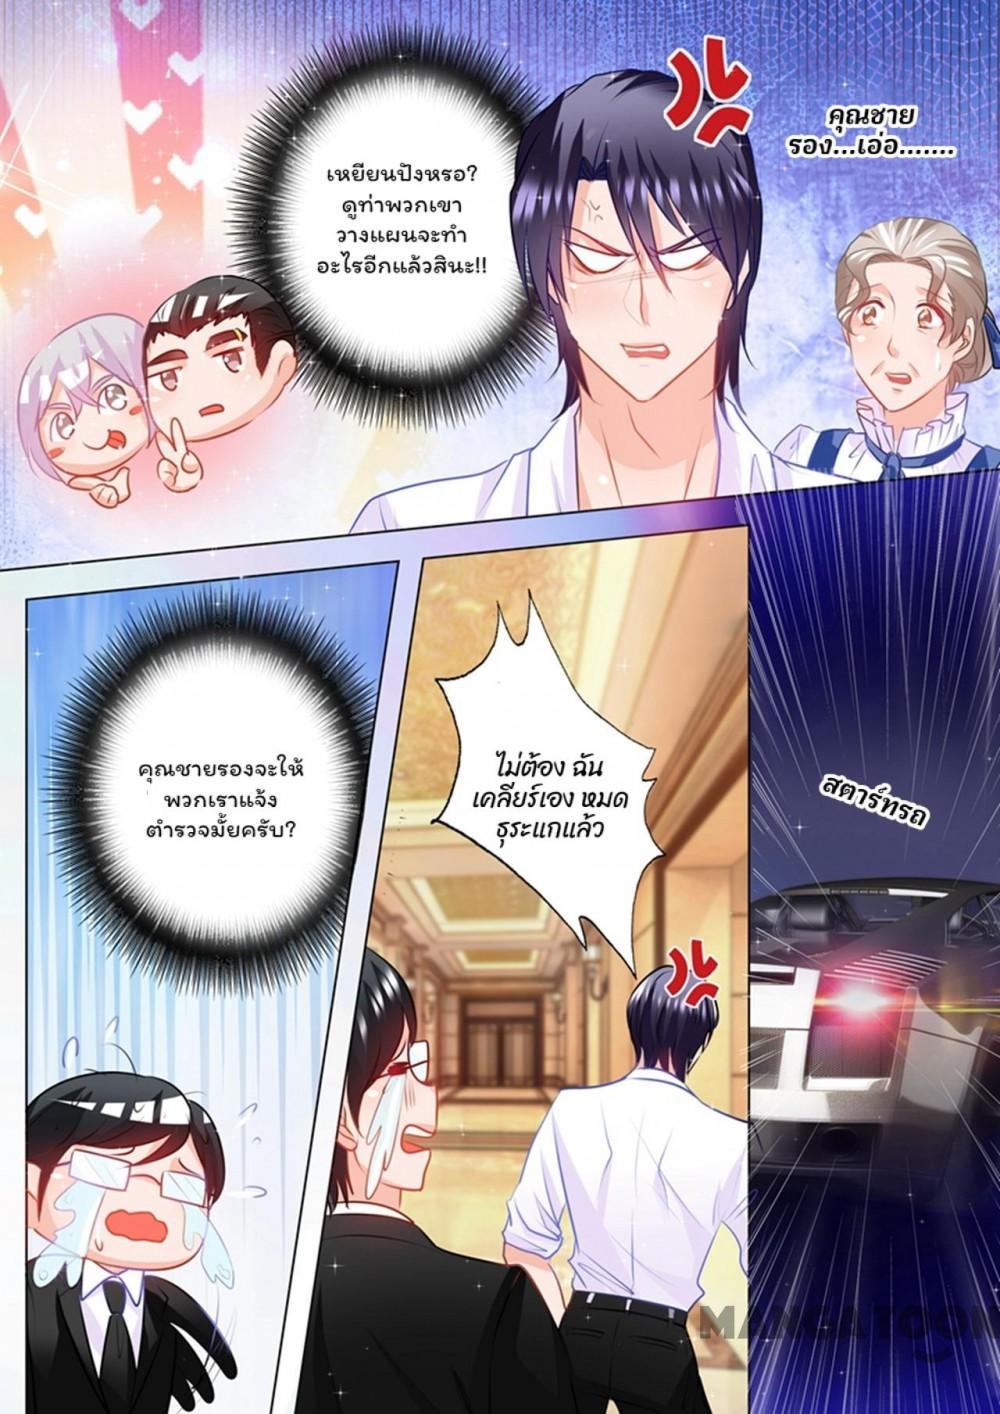 คุณชาย
รอง...เอ่อ.......
เหยียนปังหรอ?
ดูท่าพวกเขา
วางแผนจะทำ
อะไรอีกแล้วสินะ!!
คุณชายรองจะให้
พวกเราแจ้ง
ตำรวจมั้ยครับ?
ไม่ต้อง ฉัน
เคลียร์เอง หมด
ธุระแกแล้ว
สตาร์ทรถ
MANGATOON